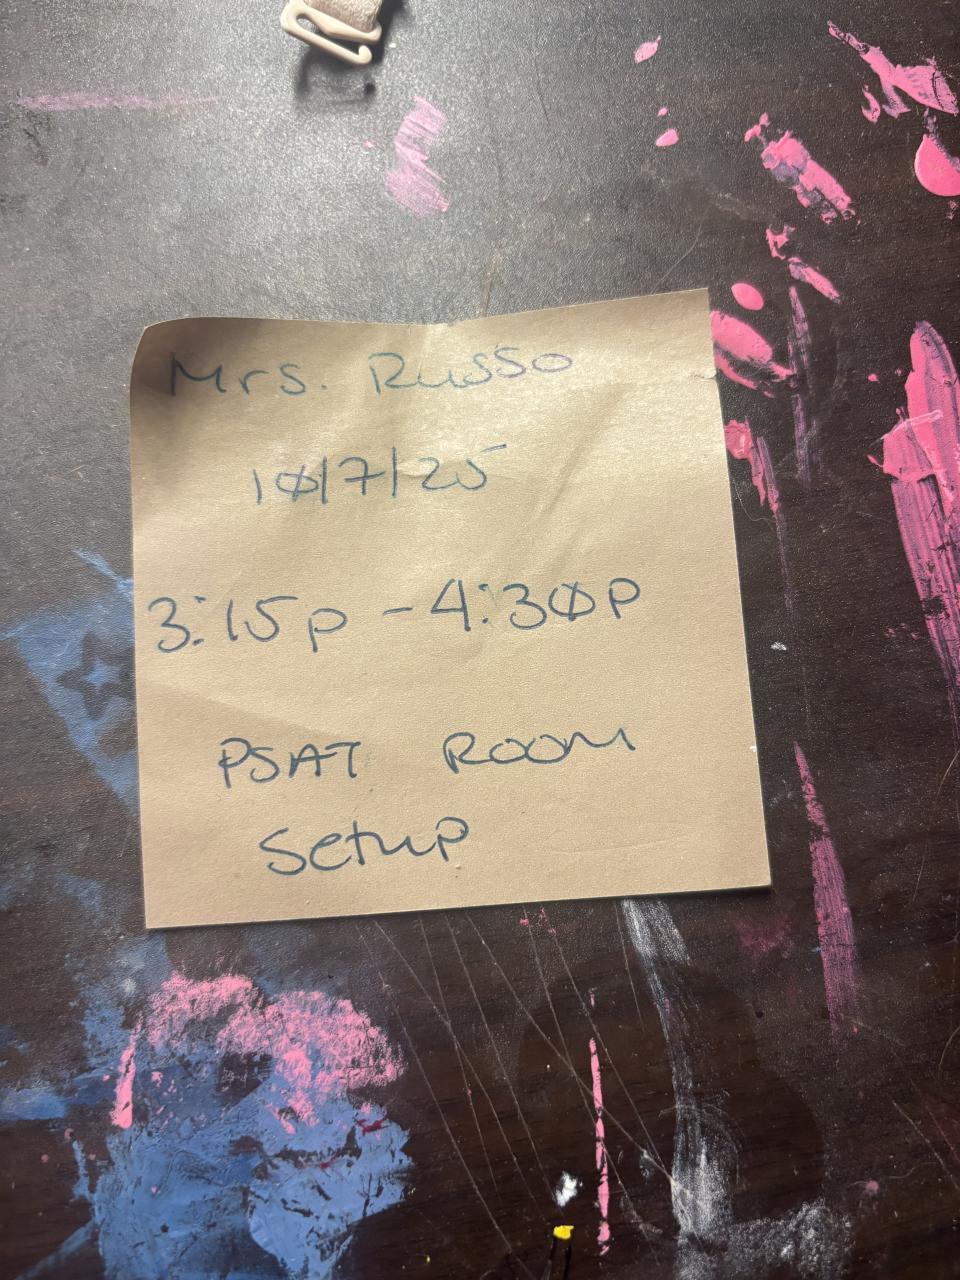 Mrs. Russo
10/7/25
3:15p - 4:30p
PSAT Room
Setup